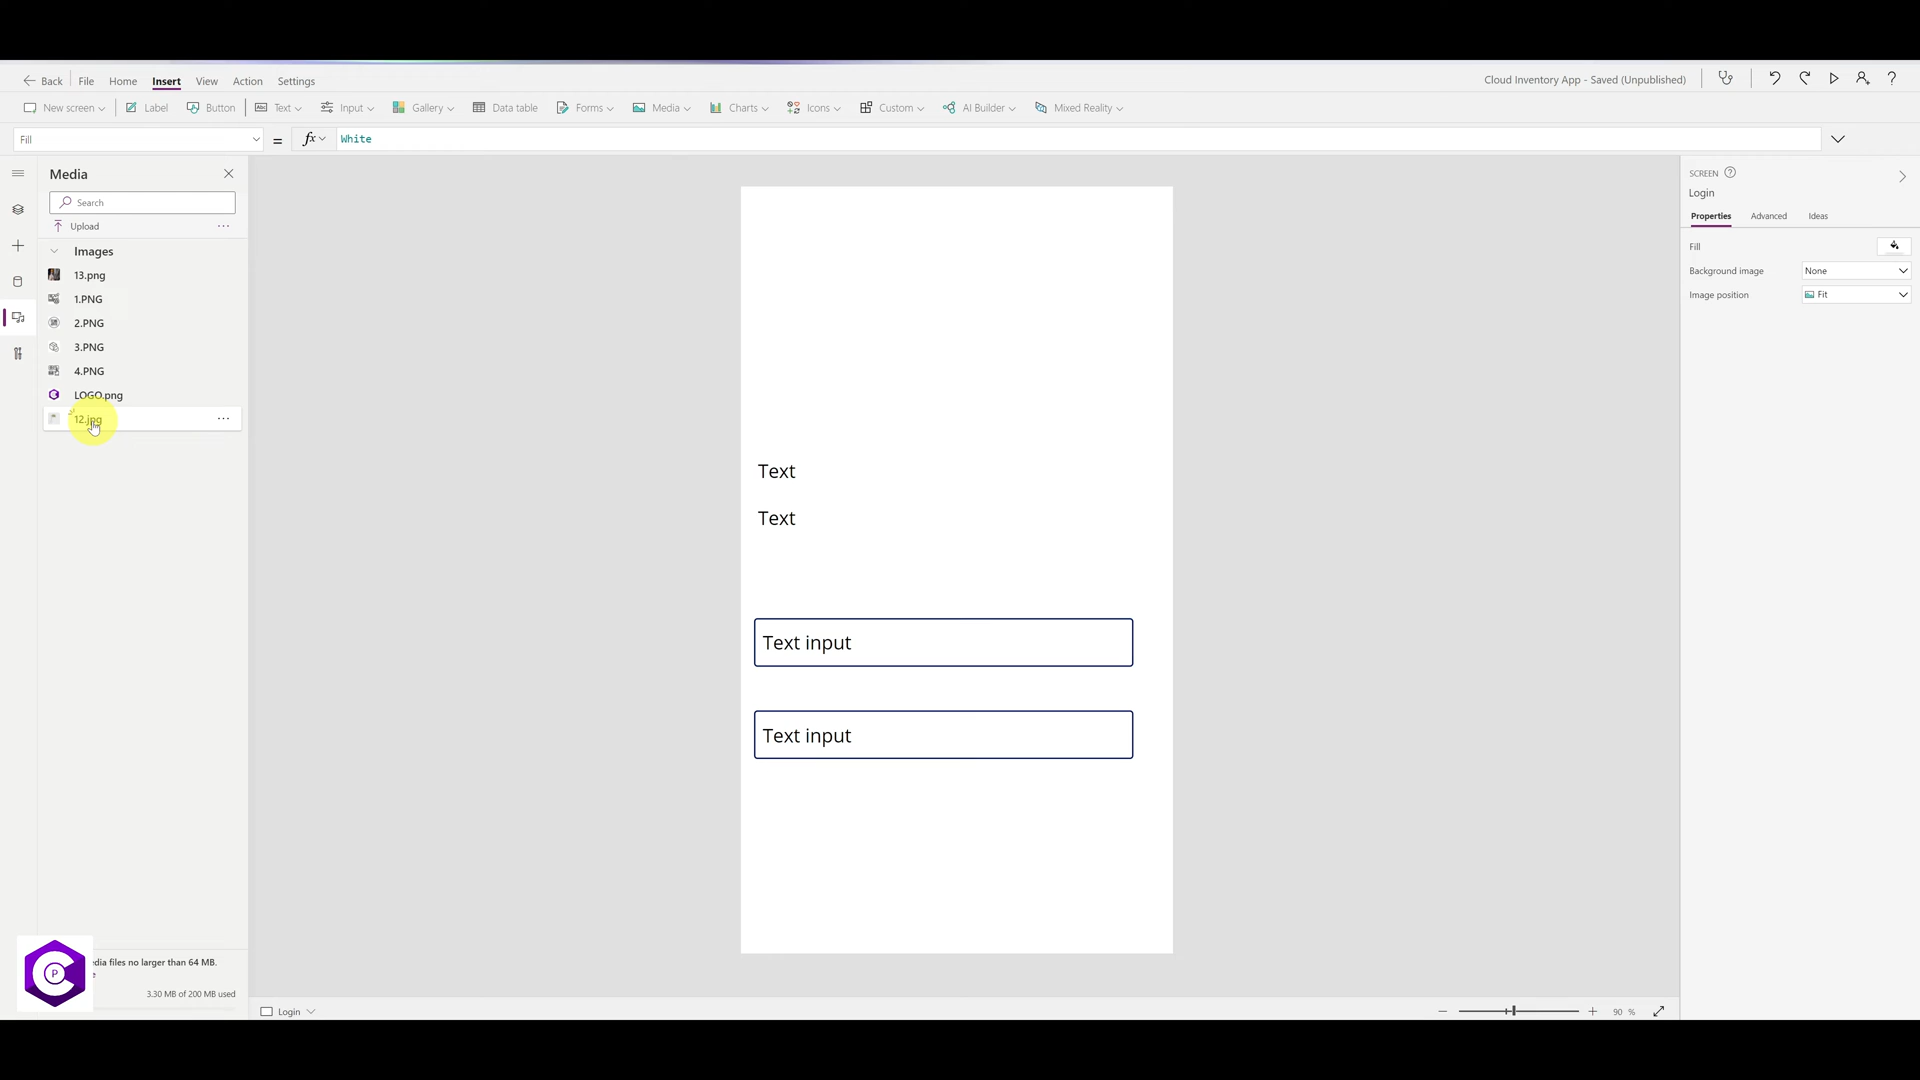 Back File Home Insert View Action Settings Cloud Inventory App - Saved (Unpublished)
New screen Label Button Abc Text Input Gallery Data table Forms Media Charts Icons Custom AI Builder Mixed Reality
Fill = fx White
Media
Search
Upload
Images
13.png
1.PNG
2.PNG
3.PNG
4.PNG
LOGO.png
12.jpg
edia files no larger than 64 MB.
e
3.30 MB of 200 MB used
C P
Text
Text
Text input
Text input
SCREEN
Login
Properties Advanced Ideas
Fill
Background image None
Image position Fit
Login 90 %